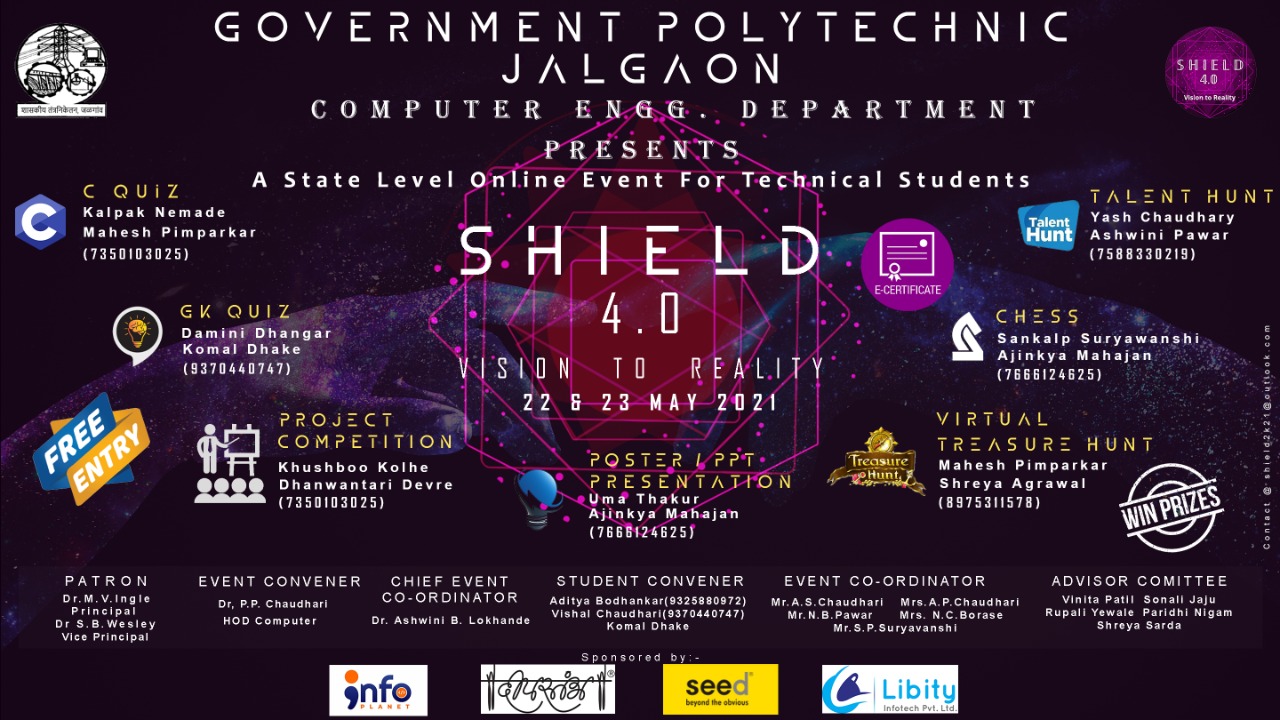 GOVERNMENT POLYTECHNIC
JALGAON
COMPUTER ENGG. DEPARTMENT
PRESENTS
A State Level Online Event For Technical Students
शासकीय तंत्रनिकेतन, जळगांव
SHIELD
4.0
Vision to Reality
SHIELD
4.0
VISION TO REALITY
22 & 23 MAY 2021
C
C QUIZ
Kalpak Nemade
Mahesh Pimparkar
(7350103025)
GK QUIZ
Damini Dhangar
Komal Dhake
(9370440747)
FREE
ENTRY
PROJECT
COMPETITION
Khushboo Kolhe
Dhanwantari Devre
(7350103025)
POSTER / PPT
PRESENTATION
Uma Thakur
Ajinkya Mahajan
(7666124625)
E-CERTIFICATE
Talent
Hunt
TALENT HUNT
Yash Chaudhary
Ashwini Pawar
(7588330219)
CHESS
Sankalp Suryawanshi
Ajinkya Mahajan
(7666124625)
Treasure
Hunt
VIRTUAL
TREASURE HUNT
Mahesh Pimparkar
Shreya Agrawal
(8975311578)
WIN PRIZES
Contact @ shield2k21@outlook.com
PATRON
Dr.M.V.Ingle
Principal
Dr S.B.Wesley
Vice Principal
EVENT CONVENER
Dr, P.P. Chaudhari
HOD Computer
CHIEF EVENT
CO-ORDINATOR
Dr. Ashwini B. Lokhande
STUDENT CONVENER
Aditya Bodhankar(9325880972)
Vishal Chaudhari(9370440747)
Komal Dhake
EVENT CO-ORDINATOR
Mr.A.S.Chaudhari Mrs.A.P.Chaudhari
Mr.N.B.Pawar Mrs. N.C.Borase
Mr.S.P.Suryavanshi
ADVISOR COMITTEE
Vinita Patil Sonali Jaju
Rupali Yewale Paridhi Nigam
Shreya Sarda
Sponsored by:-
info
PLANET
दीपस्तंभ ®
seed
beyond the obvious
Libity
Infotech Pvt. Ltd.